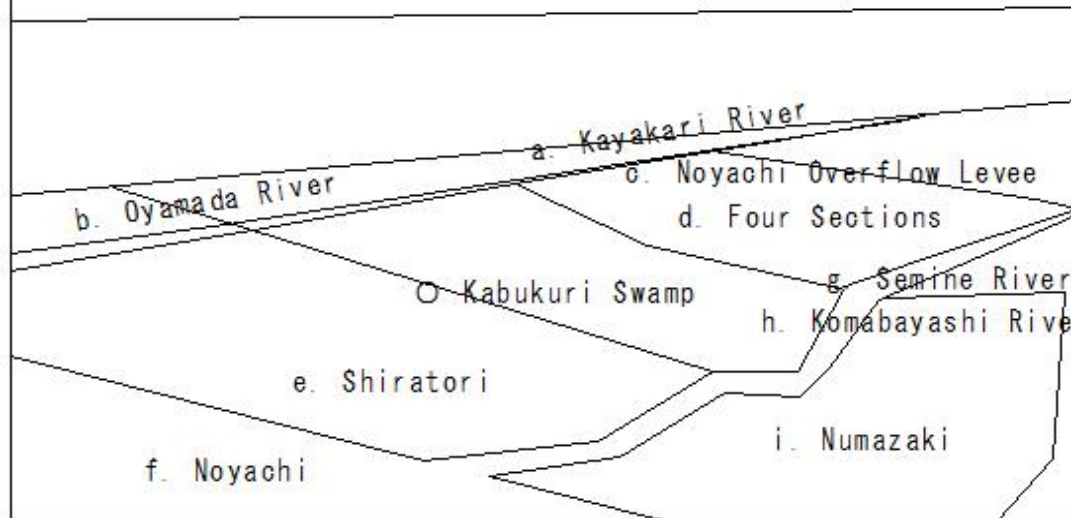 a. Kayakari River
b. Oyamada River
c. Noyachi Overflow Levee
d. Four Sections
Kabukuri Swamp
g. Semine River
h. Komabayashi Rive
e. Shiratori
i. Numazaki
f. Noyachi